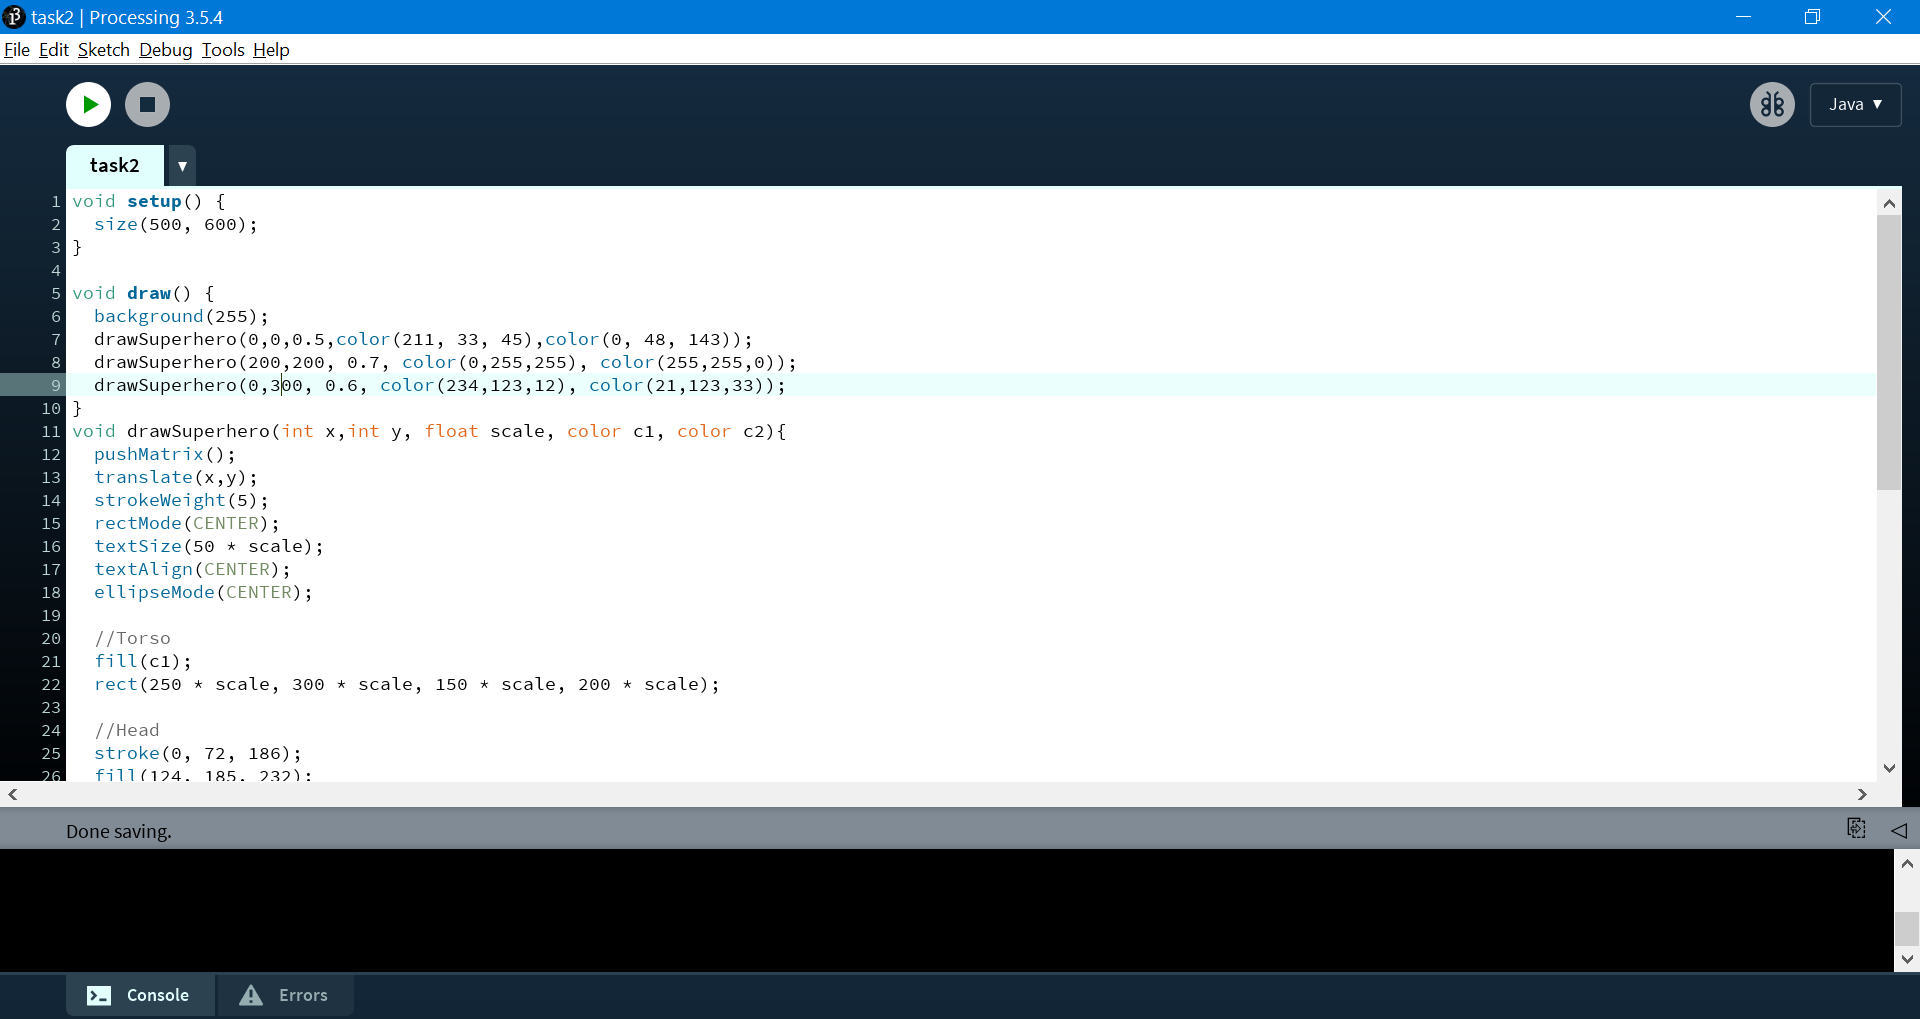 task2 | Processing 3.5.4
File Edit Sketch Debug Tools Help
Java ▼
task2 ▼
1 void setup() {
2   size(500, 600);
3 }
4
5 void draw() {
6   background(255);
7   drawSuperhero(0,0,0.5,color(211, 33, 45),color(0, 48, 143));
8   drawSuperhero(200,200, 0.7, color(0,255,255), color(255,255,0));
9   drawSuperhero(0,300, 0.6, color(234,123,12), color(21,123,33));
10 }
11 void drawSuperhero(int x,int y, float scale, color c1, color c2){
12   pushMatrix();
13   translate(x,y);
14   strokeWeight(5);
15   rectMode(CENTER);
16   textSize(50 * scale);
17   textAlign(CENTER);
18   ellipseMode(CENTER);
19
20   //Torso
21   fill(c1);
22   rect(250 * scale, 300 * scale, 150 * scale, 200 * scale);
23
24   //Head
25   stroke(0, 72, 186);
26   fill(124, 185, 232);
Done saving.
Console
Errors